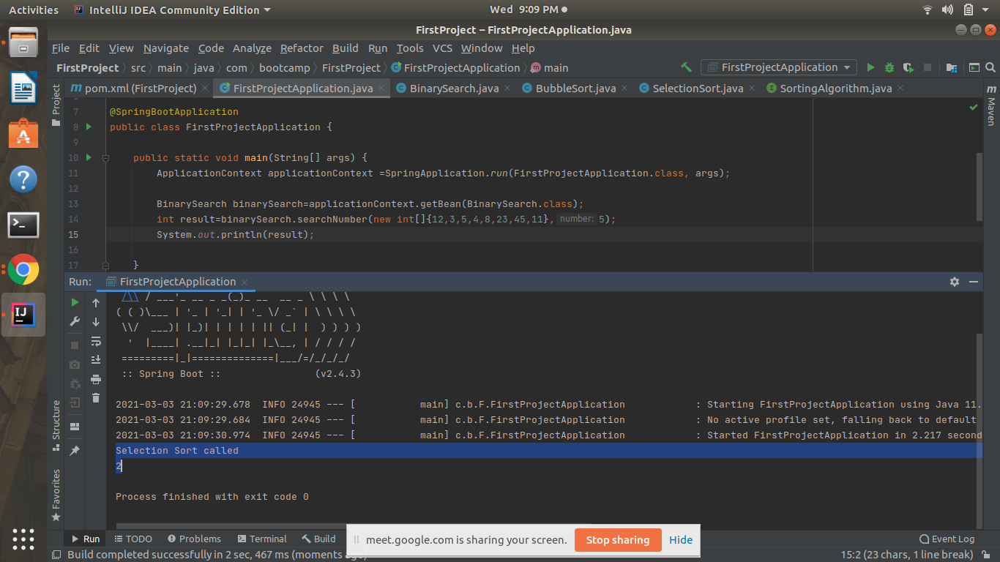 Activities IntelliJ IDEA Community Edition Wed 9:09 PM
FirstProject – FirstProjectApplication.java
File Edit View Navigate Code Analyze Refactor Build Run Tools VCS Window Help
FirstProject src main java com bootcamp FirstProject FirstProjectApplication main FirstProjectApplication
pom.xml (FirstProject) FirstProjectApplication.java BinarySearch.java BubbleSort.java SelectionSort.java SortingAlgorithm.java
Project
Maven
7 @SpringBootApplication
8 public class FirstProjectApplication {
9
10 public static void main(String[] args) {
11 ApplicationContext applicationContext =SpringApplication.run(FirstProjectApplication.class, args);
12
13 BinarySearch binarySearch=applicationContext.getBean(BinarySearch.class);
14 int result=binarySearch.searchNumber(new int[]{12,3,5,4,8,23,45,11}, number: 5);
15 System.out.println(result);
16
17 }
Run: FirstProjectApplication
/\\ / ___'_ __ _ _(_)_ __  __ _ \ \ \ \
( ( )\___ | '_ | '_| | '_ \/ _` | \ \ \ \
\\/  ___)| |_)| | | | | || (_| |  ) ) ) )
'  |____| .__|_| |_|_| |_\__, | / / / /
=========|_|==============|___/=/_/_/_/
:: Spring Boot :: (v2.4.3)
2021-03-03 21:09:29.678 INFO 24945 --- [ main] c.b.F.FirstProjectApplication : Starting FirstProjectApplication using Java 11.
2021-03-03 21:09:29.684 INFO 24945 --- [ main] c.b.F.FirstProjectApplication : No active profile set, falling back to default
2021-03-03 21:09:30.974 INFO 24945 --- [ main] c.b.F.FirstProjectApplication : Started FirstProjectApplication in 2.217 second
Selection Sort called
2
Process finished with exit code 0
Structure
Favorites
Run TODO Problems Terminal Build Event Log
meet.google.com is sharing your screen. Stop sharing Hide
Build completed successfully in 2 sec, 467 ms (moments ago) 15:2 (23 chars, 1 line break)